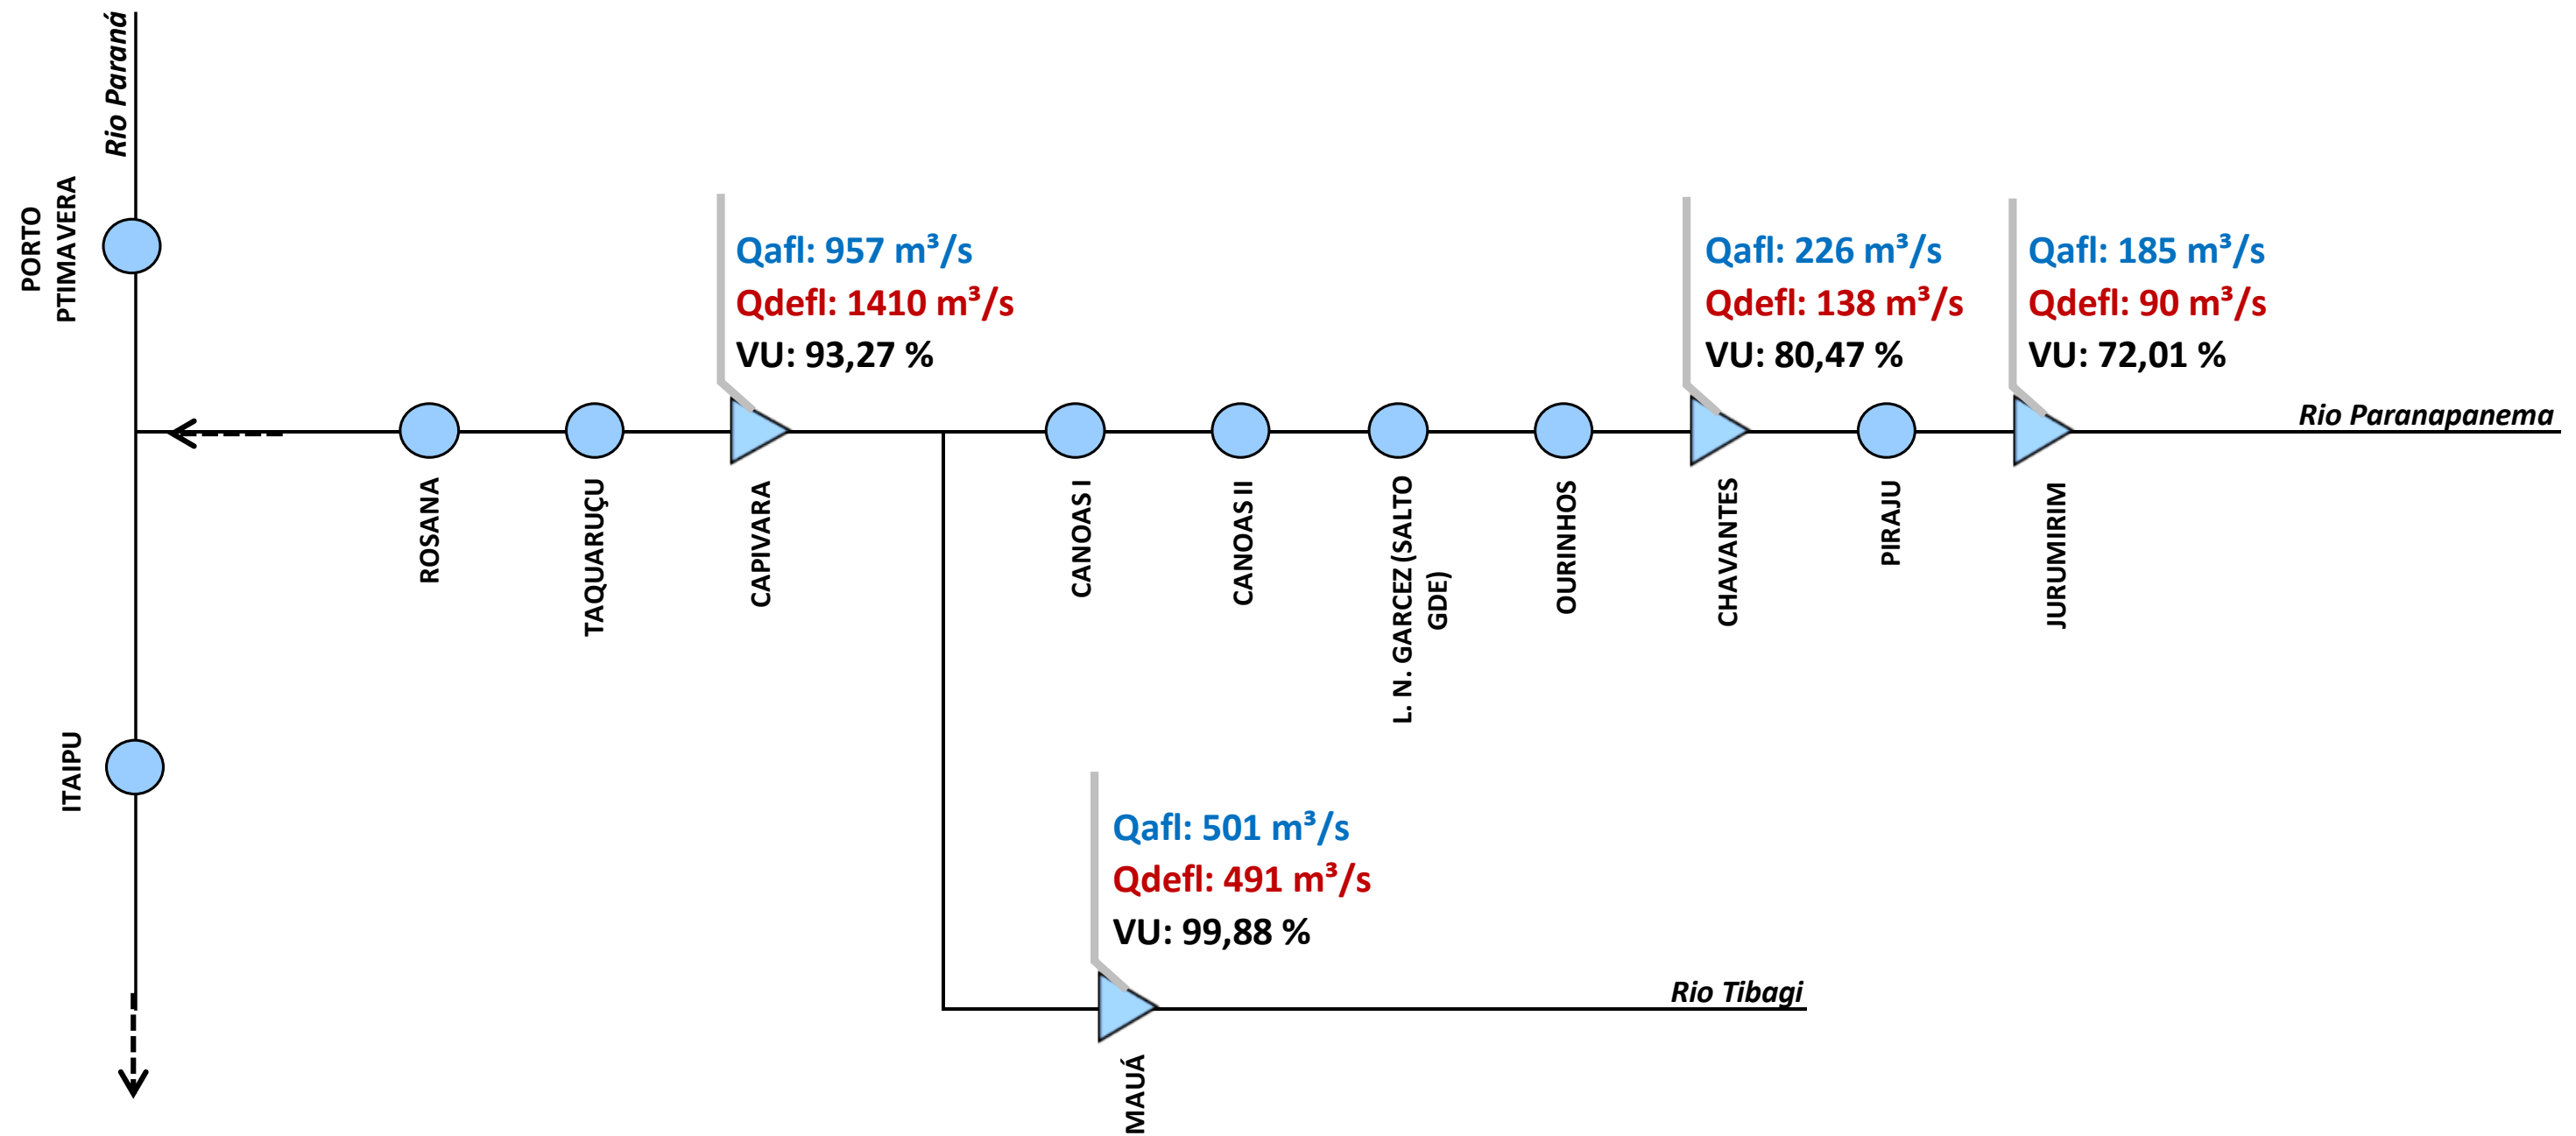 Rio Paraná
PORTO
PTIMAVERA
Qafl: 957 m³/s
Qdefl: 1410 m³/s
VU: 93,27 %
Qafl: 226 m³/s
Qdefl: 138 m³/s
VU: 80,47 %
Qafl: 185 m³/s
Qdefl: 90 m³/s
VU: 72,01 %
Rio Paranapanema
ROSANA
TAQUARUÇU
CAPIVARA
CANOAS I
CANOAS II
L. N. GARCEZ (SALTO
GDE)
OURINHOS
CHAVANTES
PIRAJU
JURUMIRIM
ITAIPU
Qafl: 501 m³/s
Qdefl: 491 m³/s
VU: 99,88 %
Rio Tibagi
MAUÁ